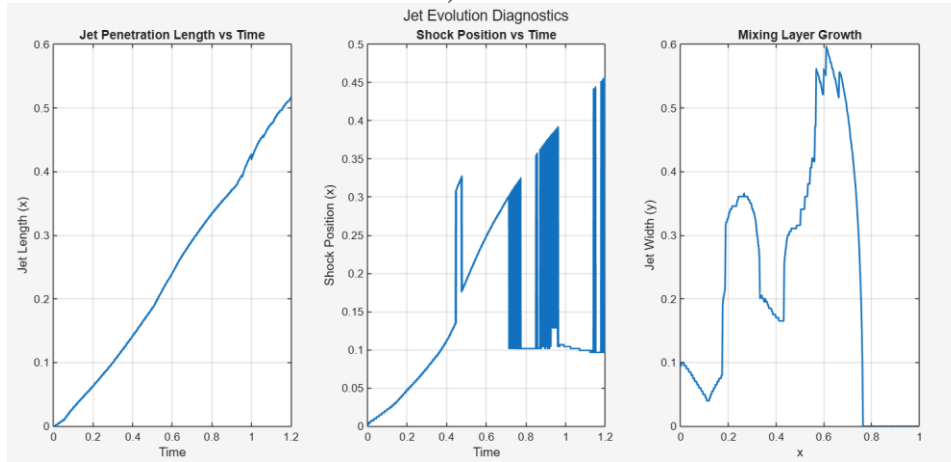 Jet Evolution Diagnostics
Jet Penetration Length vs Time
0.6
0.5
0.4
0.3
0.2
0.1
0
Jet Length (x)
0 0.2 0.4 0.6 0.8 1 1.2
Time
Shock Position vs Time
0.5
0.45
0.4
0.35
0.3
0.25
0.2
0.15
0.1
0.05
0
Shock Position (x)
0 0.2 0.4 0.6 0.8 1 1.2
Time
Mixing Layer Growth
0.6
0.5
0.4
0.3
0.2
0.1
0
Jet Width (y)
0 0.2 0.4 0.6 0.8 1
x